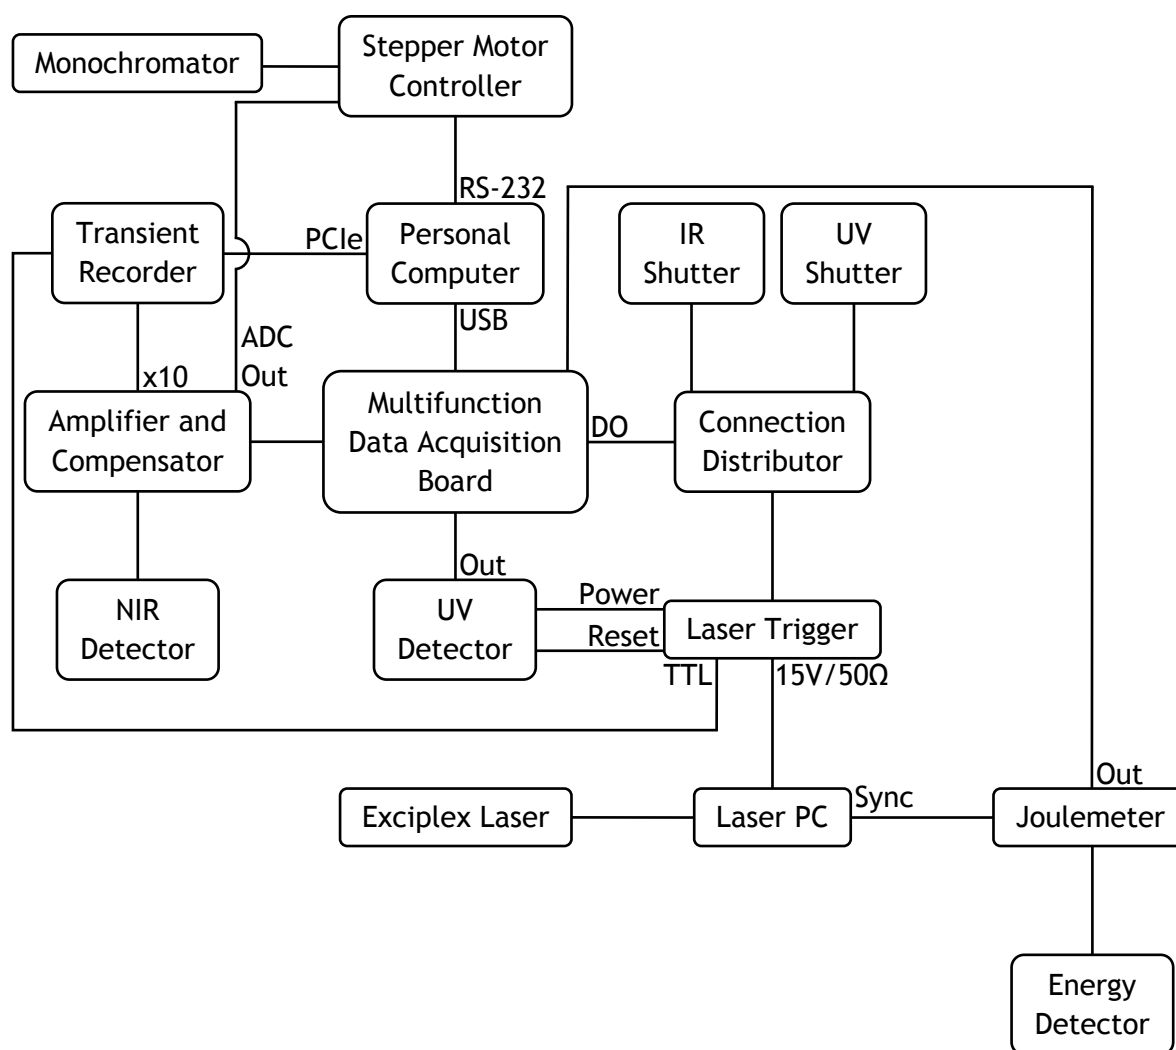 Stepper Motor
Controller
Monochromator
RS-232
Transient
Recorder
PCIe
Personal
Computer
IR
Shutter
UV
Shutter
USB
ADC
Out
x10
Amplifier and
Compensator
Multifunction
Data Acquisition
Board
DO
Connection
Distributor
Out
NIR
Detector
UV
Detector
Power
Reset
Laser Trigger
TTL
15V/50Ω
Out
Exciplex Laser
Laser PC
Sync
Joulemeter
Energy
Detector